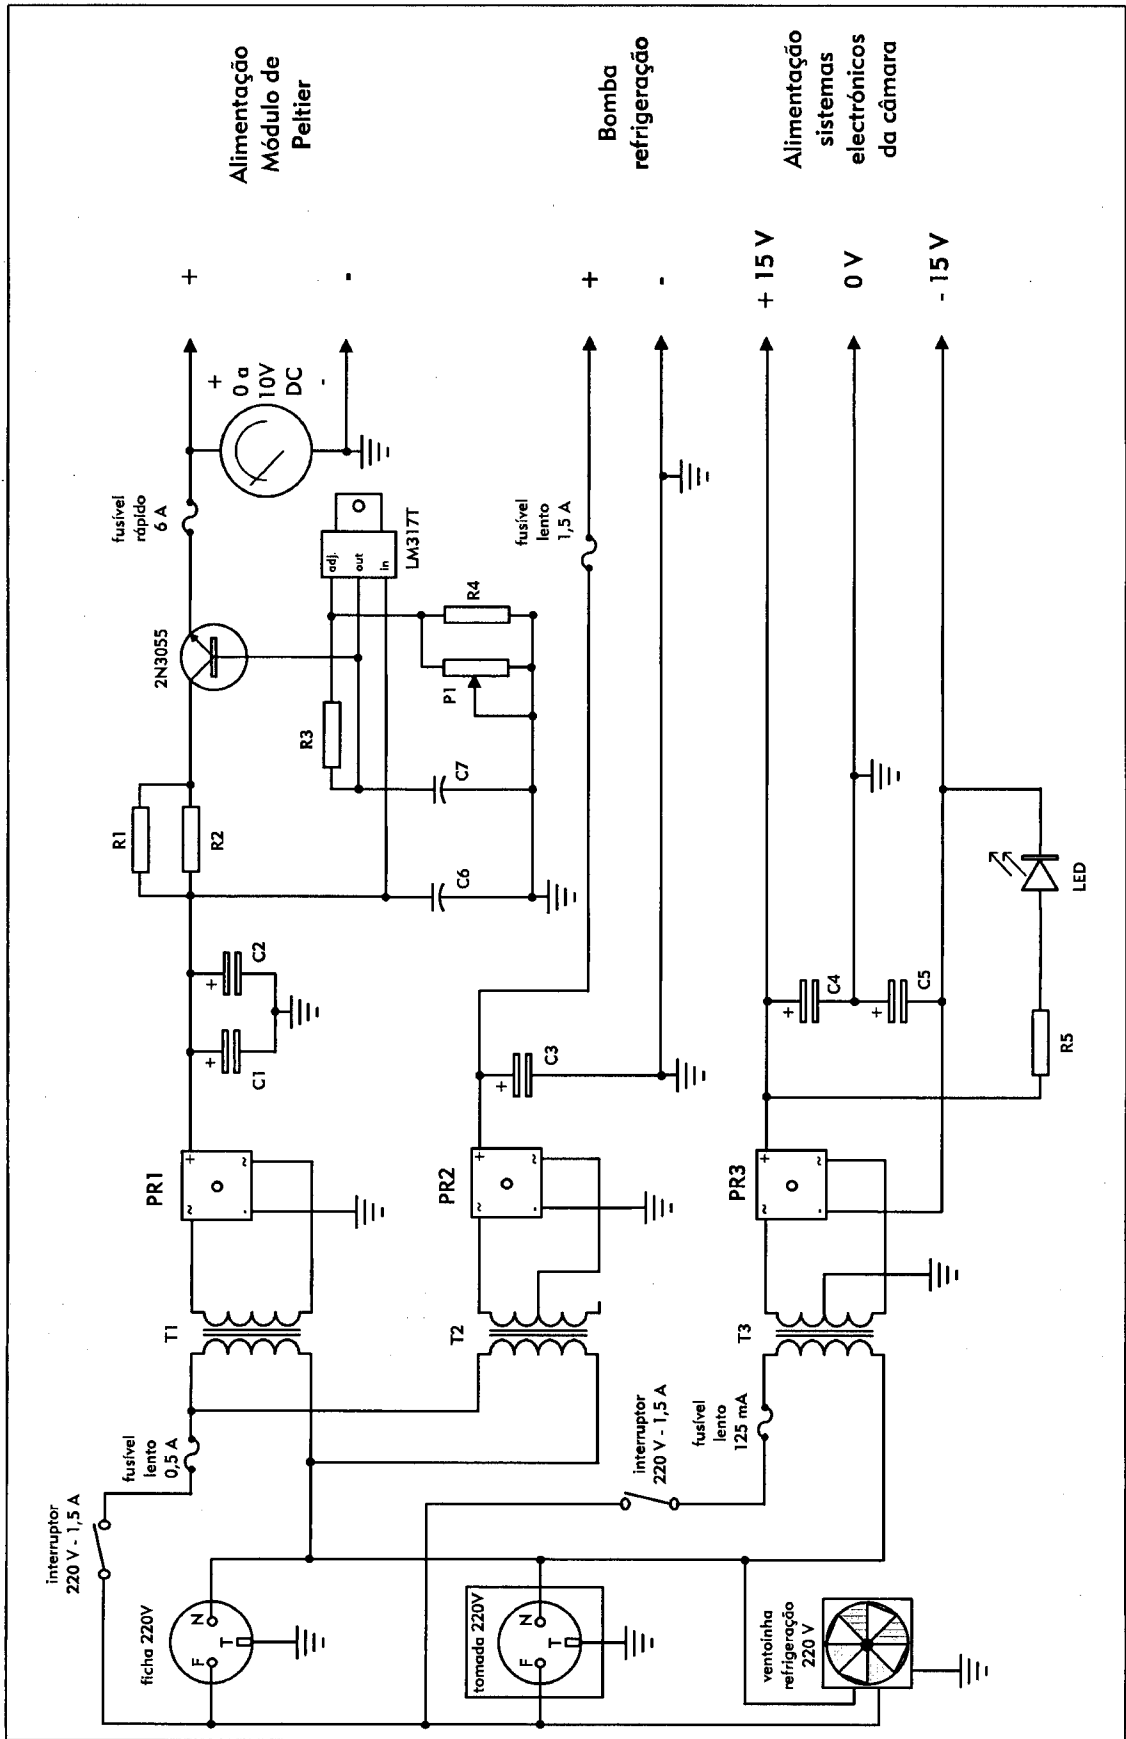 Alimentação
Módulo de
Peltier
Bomba
refrigeração
Alimentação
sistemas
electrónicos
da câmara
+
-
+
-
+ 15 V
0 V
- 15 V
+
0 a
10V
DC
-
fusível
rápido
6 A
2N3055
adj.
out
in
LM317T
fusível
lento
1,5 A
R1
R2
R3
R4
P1
C6
C7
+
C1
+
C2
+
C3
+
C4
+
C5
LED
R5
PR1
~
+
-
~
PR2
~
+
-
~
PR3
~
+
-
~
T1
T2
T3
fusível
lento
0,5 A
interruptor
220 V - 1,5 A
interruptor
220 V - 1,5 A
fusível
lento
125 mA
ficha 220V
F
N
T
tomada 220V
F
N
T
ventoinha
refrigeração
220 V